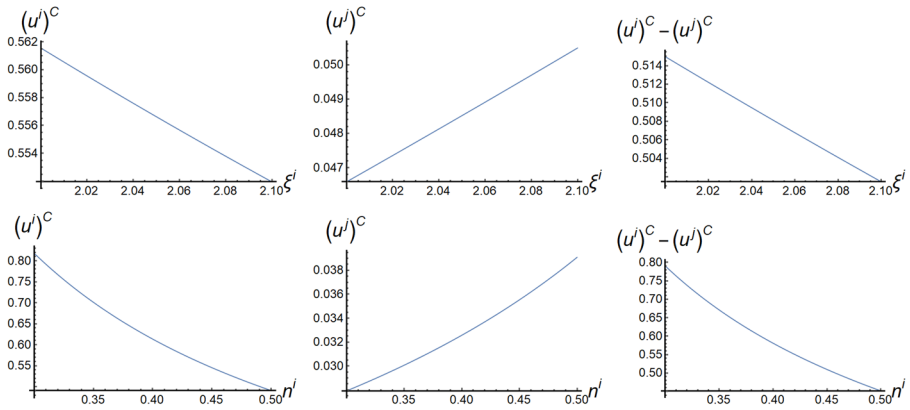 (u^i)^C
0.562
0.560
0.558
0.556
0.554
2.02 2.04 2.06 2.08 2.10 ξ^i
(u^j)^C
0.050
0.049
0.048
0.047
2.02 2.04 2.06 2.08 2.10 ξ^i
(u^i)^C – (u^j)^C
0.514
0.510
0.508
0.506
0.504
2.02 2.04 2.06 2.08 2.10 ξ^i
(u^i)^C
0.80
0.75
0.70
0.65
0.60
0.55
0.35 0.40 0.45 0.50 n^i
(u^j)^C
0.038
0.036
0.034
0.032
0.030
0.35 0.40 0.45 0.50 n^i
(u^i)^C – (u^j)^C
0.80
0.75
0.70
0.65
0.60
0.55
0.50
0.35 0.40 0.45 0.50 n^i